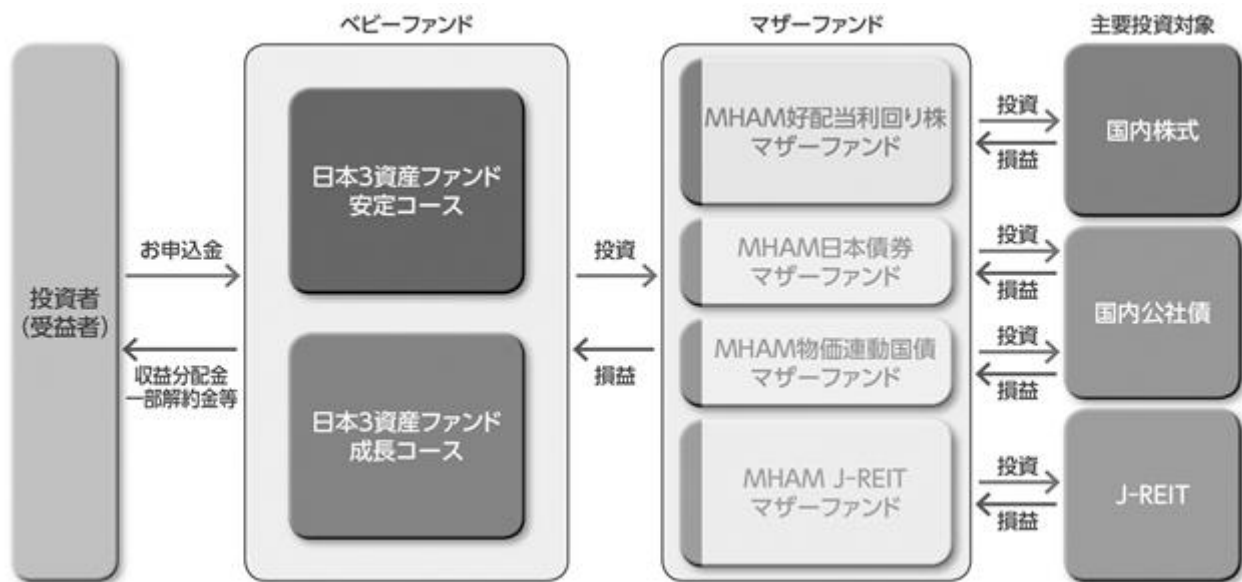 ベビーファンド
マザーファンド
主要投資対象
投資者
(受益者)
お申込金
収益分配金
一部解約金等
日本3資産ファンド
安定コース
日本3資産ファンド
成長コース
投資
損益
MHAM好配当利回り株
マザーファンド
MHAM日本債券
マザーファンド
MHAM物価連動国債
マザーファンド
MHAM J-REIT
マザーファンド
投資
損益
投資
損益
投資
損益
投資
損益
国内株式
国内公社債
J-REIT